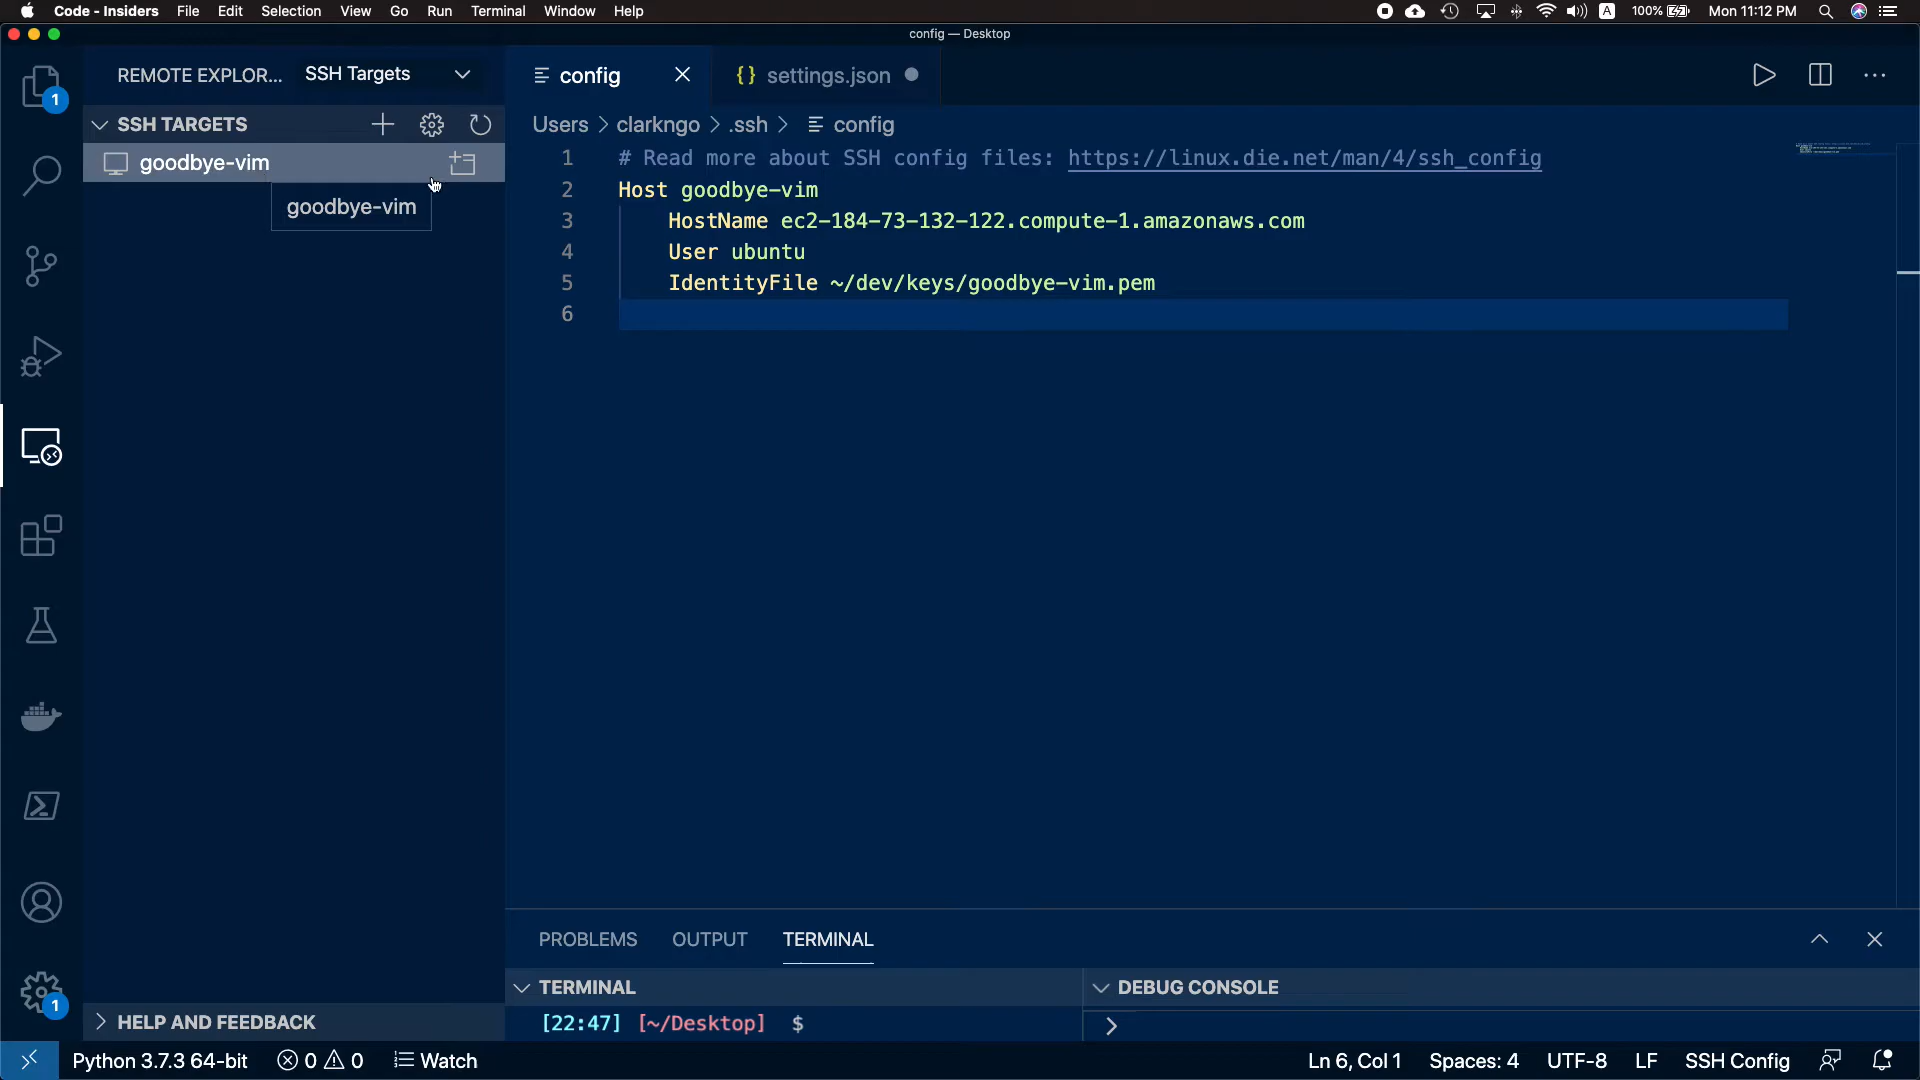 Code - Insiders File Edit Selection View Go Run Terminal Window Help A 100% Mon 11:12 PM
config — Desktop
REMOTE EXPLOR... SSH Targets
config
{} settings.json
SSH TARGETS
Users > clarkngo > .ssh > config
goodbye-vim
goodbye-vim
1 # Read more about SSH config files: https://linux.die.net/man/4/ssh_config
2 Host goodbye-vim
3 HostName ec2-184-73-132-122.compute-1.amazonaws.com
4 User ubuntu
5 IdentityFile ~/dev/keys/goodbye-vim.pem
6
1
1
HELP AND FEEDBACK
PROBLEMS OUTPUT TERMINAL
TERMINAL
DEBUG CONSOLE
[22:47] [~/Desktop] $
>
Python 3.7.3 64-bit 0 0 Watch Ln 6, Col 1 Spaces: 4 UTF-8 LF SSH Config